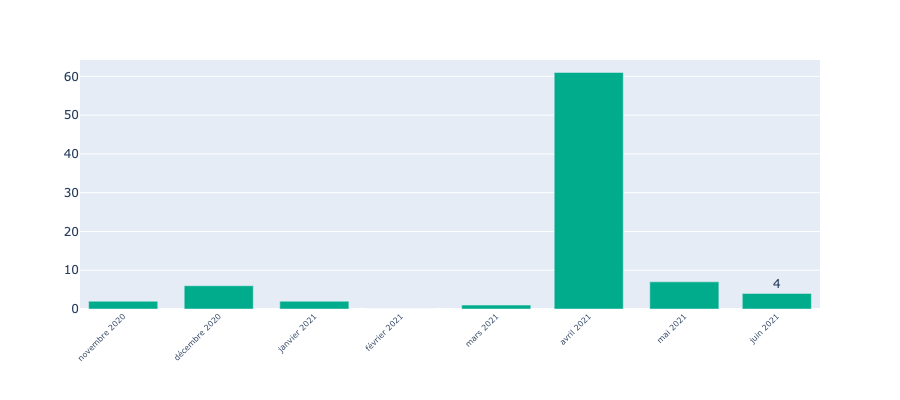 60
50
40
30
20
10
0
4
novembre 2020
décembre 2020
janvier 2021
février 2021
mars 2021
avril 2021
mai 2021
juin 2021